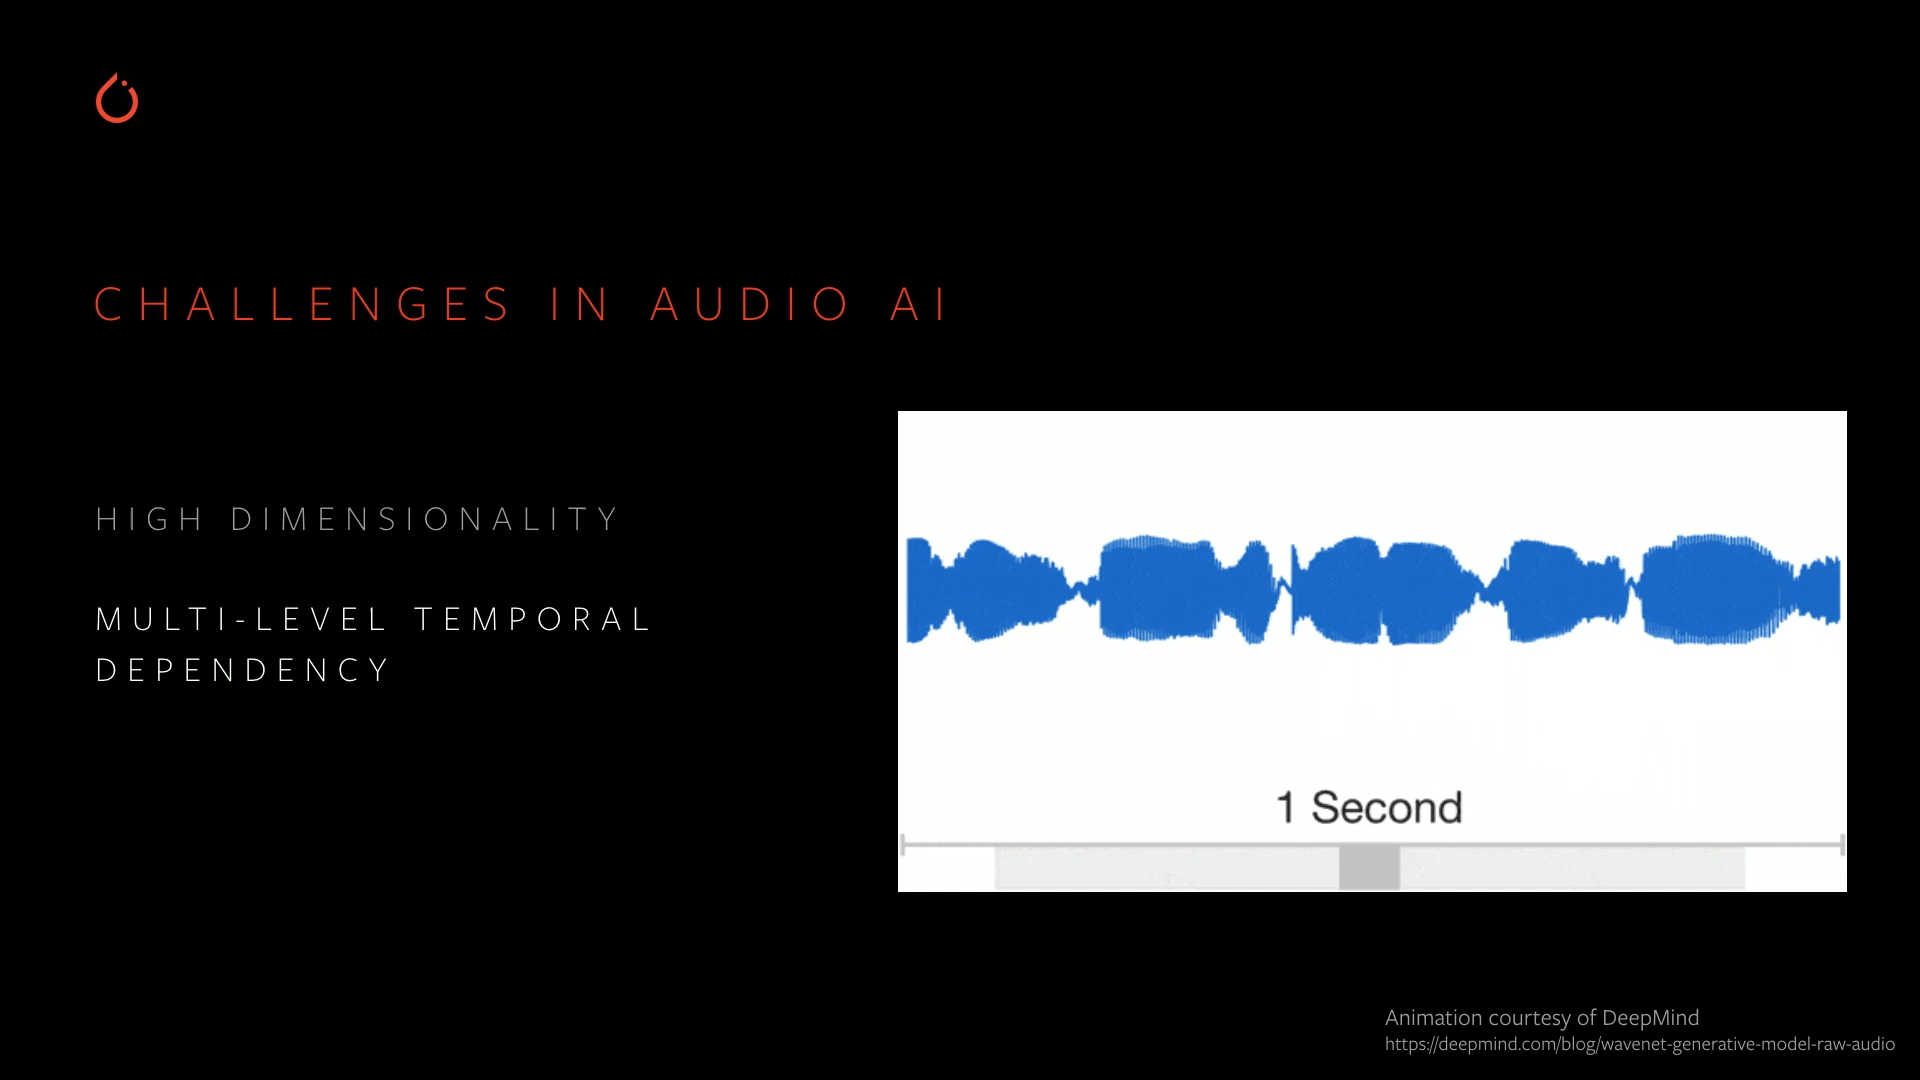 CHALLENGES IN AUDIO AI
HIGH DIMENSIONALITY
MULTI-LEVEL TEMPORAL
DEPENDENCY
1 Second
Animation courtesy of DeepMind
https://deepmind.com/blog/wavenet-generative-model-raw-audio